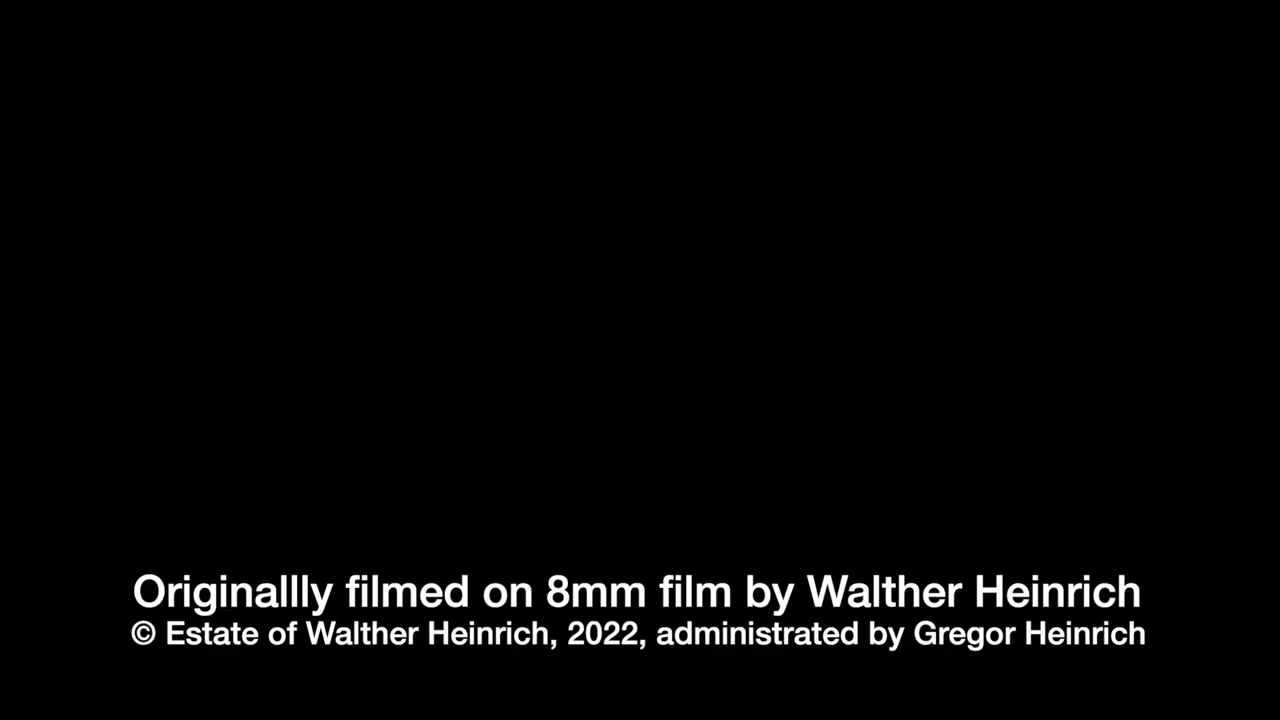 Originallly filmed on 8mm film by Walther Heinrich
© Estate of Walther Heinrich, 2022, administrated by Gregor Heinrich